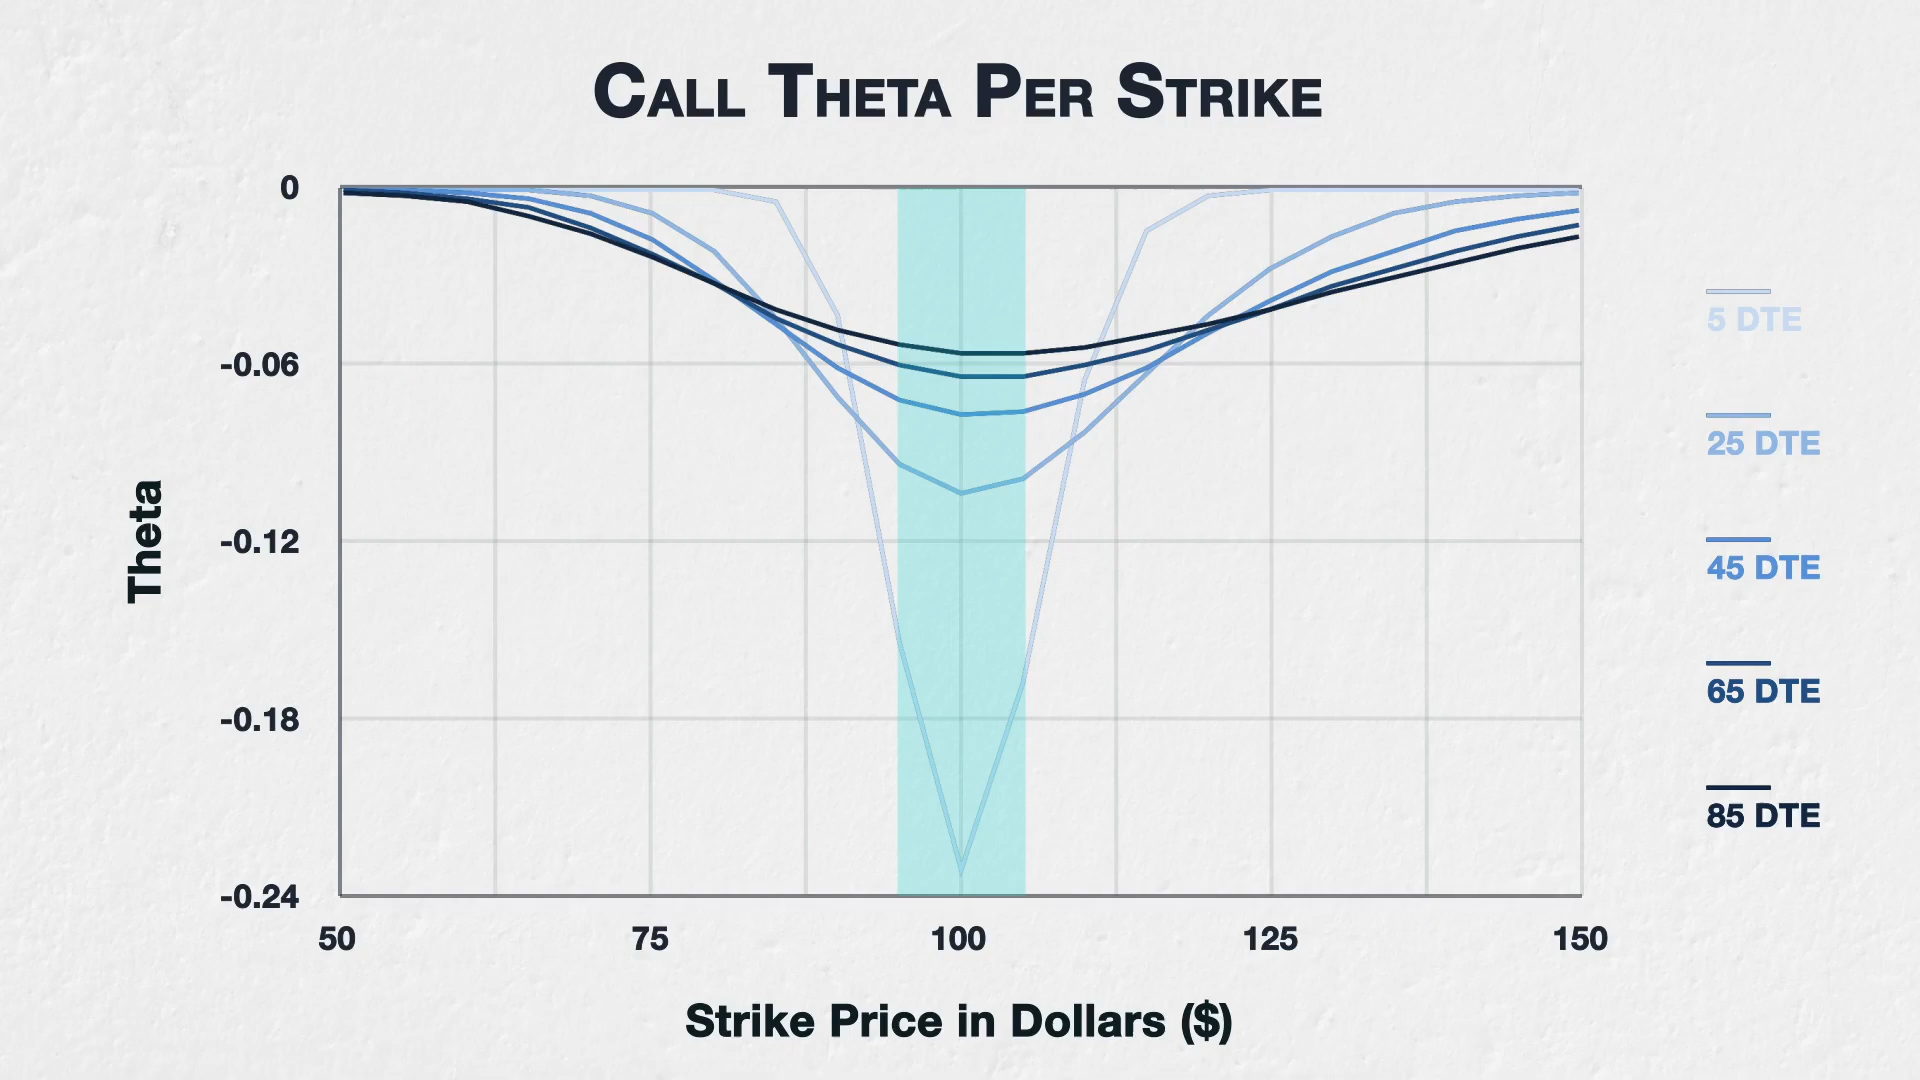 CALL THETA PER STRIKE
0
-0.06
-0.12
-0.18
-0.24
Theta
50
75
100
125
150
Strike Price in Dollars ($)
5 DTE
25 DTE
45 DTE
65 DTE
85 DTE